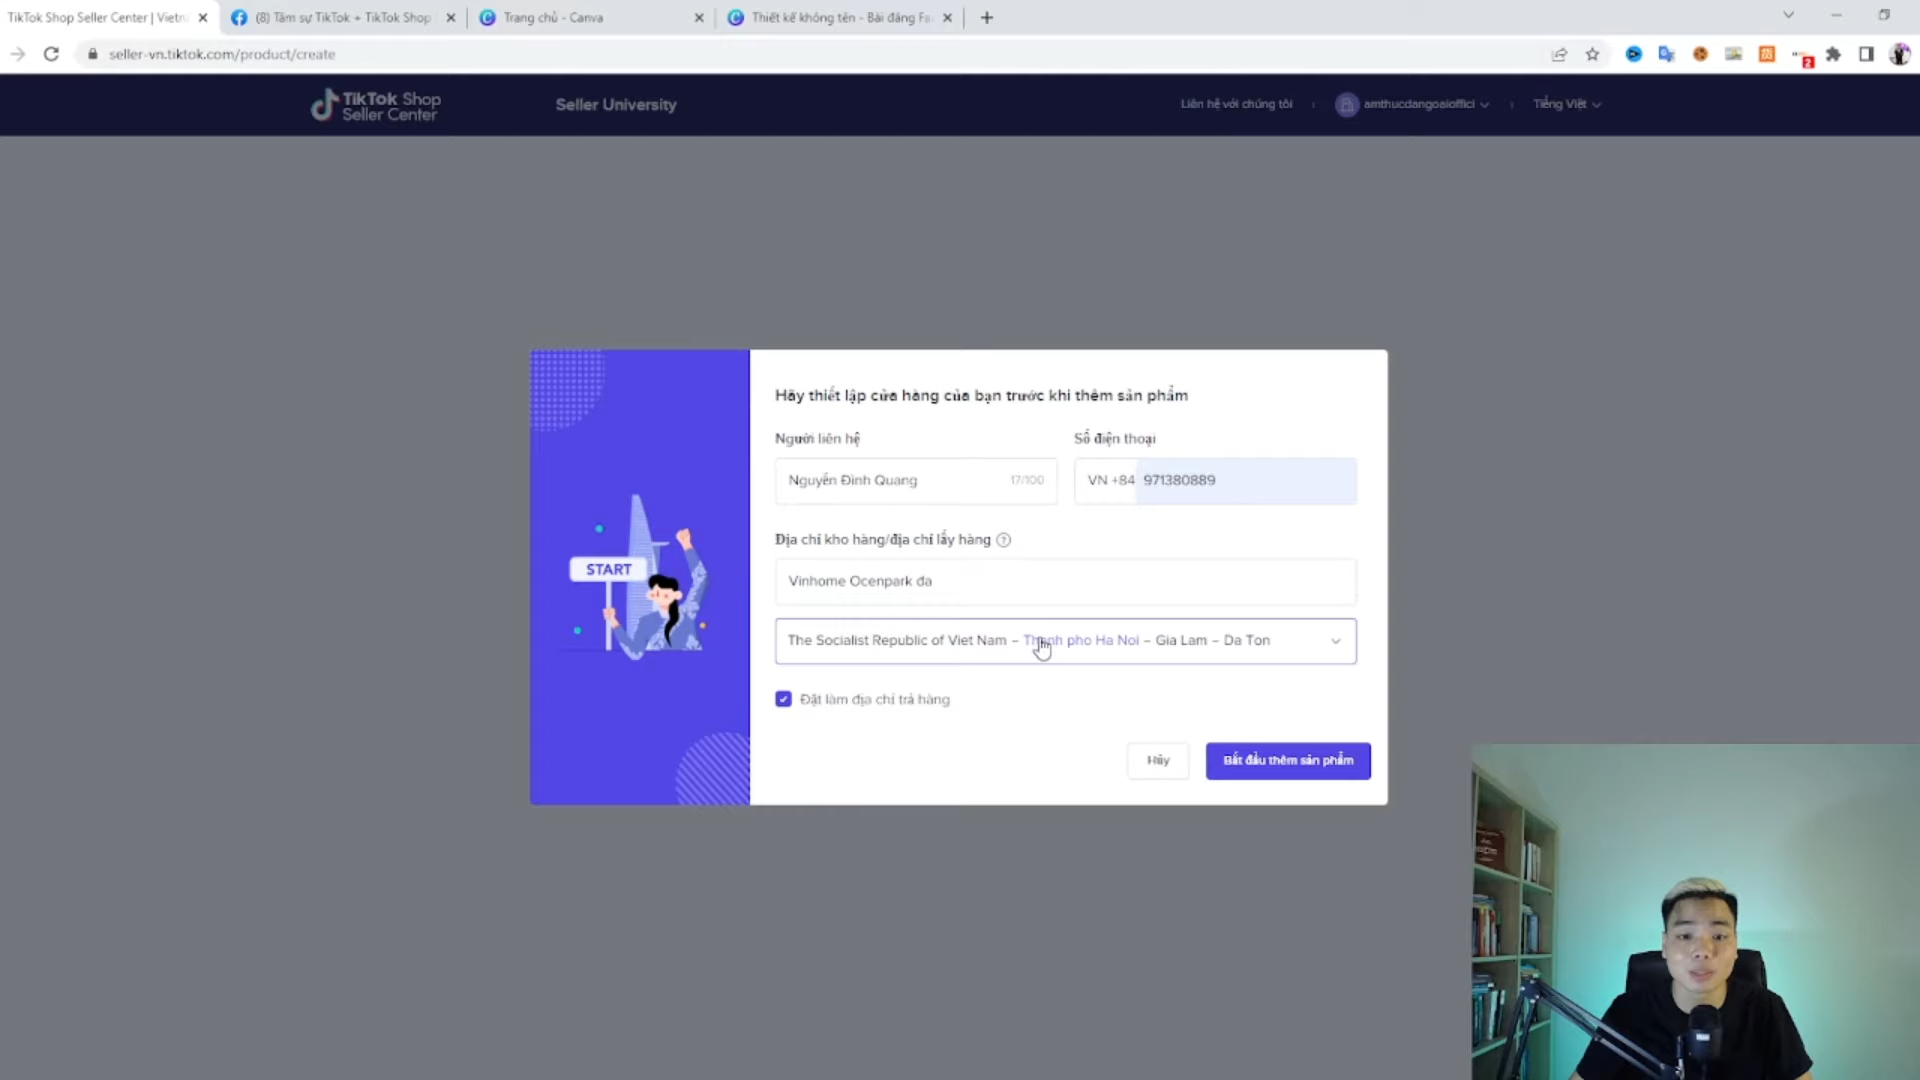 TikTok Shop Seller Center | Vietn
(8) Tâm sự TikTok + TikTok Shop
Trang chủ - Canva
Thiết kế không tên - Bài đăng Fa
seller-vn.tiktok.com/product/create
2
TikTok Shop
Seller Center
Seller University
Liên hệ với chúng tôi
amthucdangoaioffici
Tiếng Việt
Hãy thiết lập cửa hàng của bạn trước khi thêm sản phẩm
Người liên hệ
Số điện thoại
Nguyễn Đình Quang
17/100
VN +84 971380889
Địa chỉ kho hàng/địa chỉ lấy hàng
Vinhome Ocenpark đa
The Socialist Republic of Viet Nam – Thanh pho Ha Noi – Gia Lam – Da Ton
Đặt làm địa chỉ trả hàng
START
Hủy
Bắt đầu thêm sản phẩm